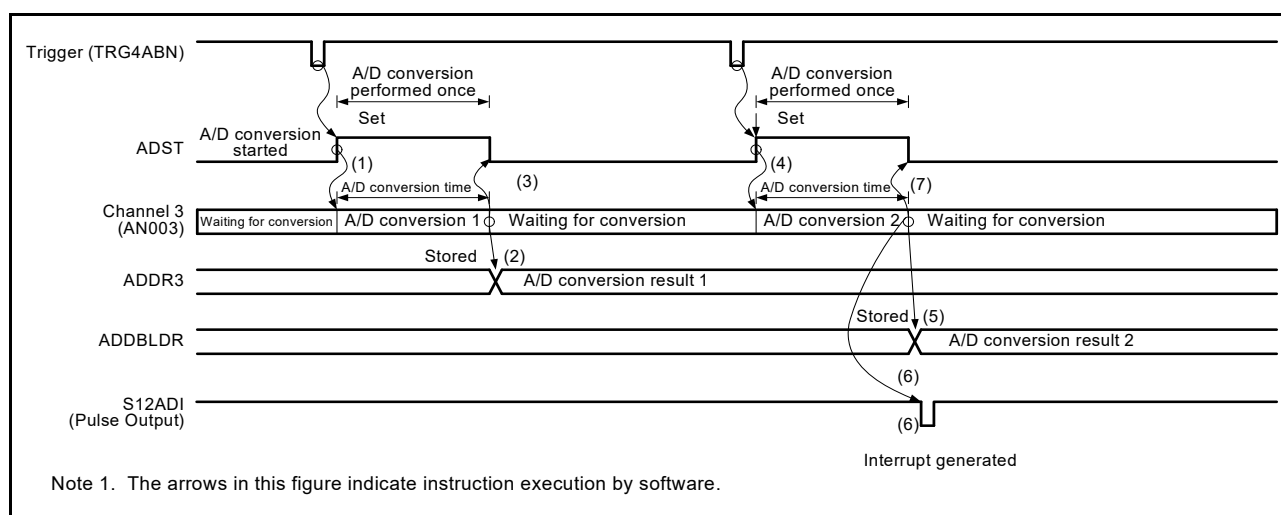 Trigger (TRG4ABN)
A/D conversion
performed once
A/D conversion
performed once
Set
Set
ADST
A/D conversion
started
(1)
(3)
(4)
(7)
A/D conversion time
A/D conversion time
Channel 3
(AN003)
Waiting for conversion
A/D conversion 1
Waiting for conversion
A/D conversion 2
Waiting for conversion
Stored
(2)
ADDR3
A/D conversion result 1
Stored
(5)
ADDBLDR
A/D conversion result 2
(6)
S12ADI
(Pulse Output)
(6)
Interrupt generated
Note 1. The arrows in this figure indicate instruction execution by software.